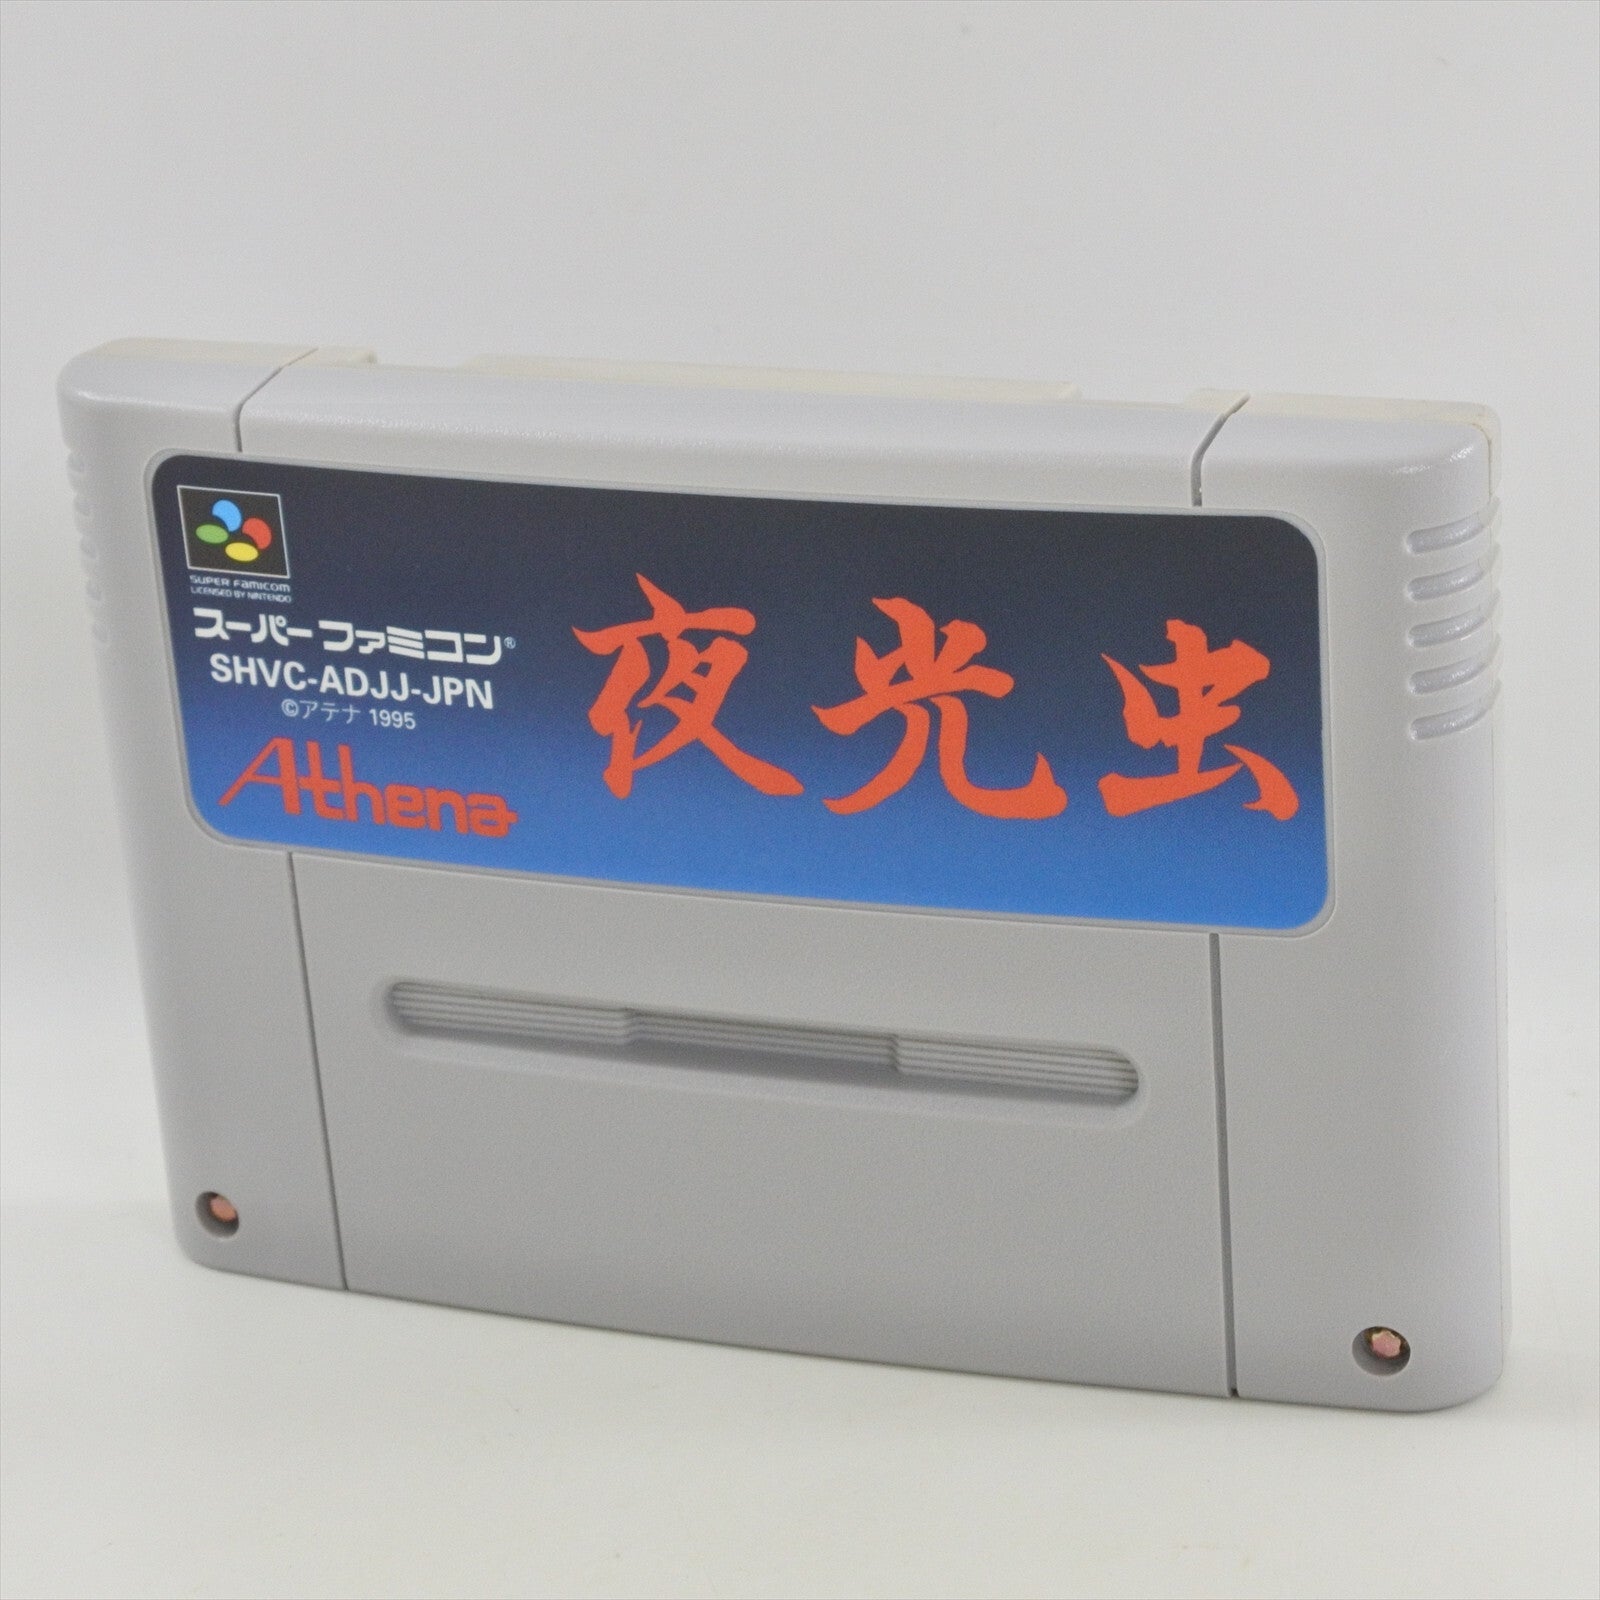 SUPER FAMICOM
LICENSED BY NINTENDO
スーパーファミコン®
SHVC-ADJJ-JPN
©アテナ 1995
Athena
夜光虫